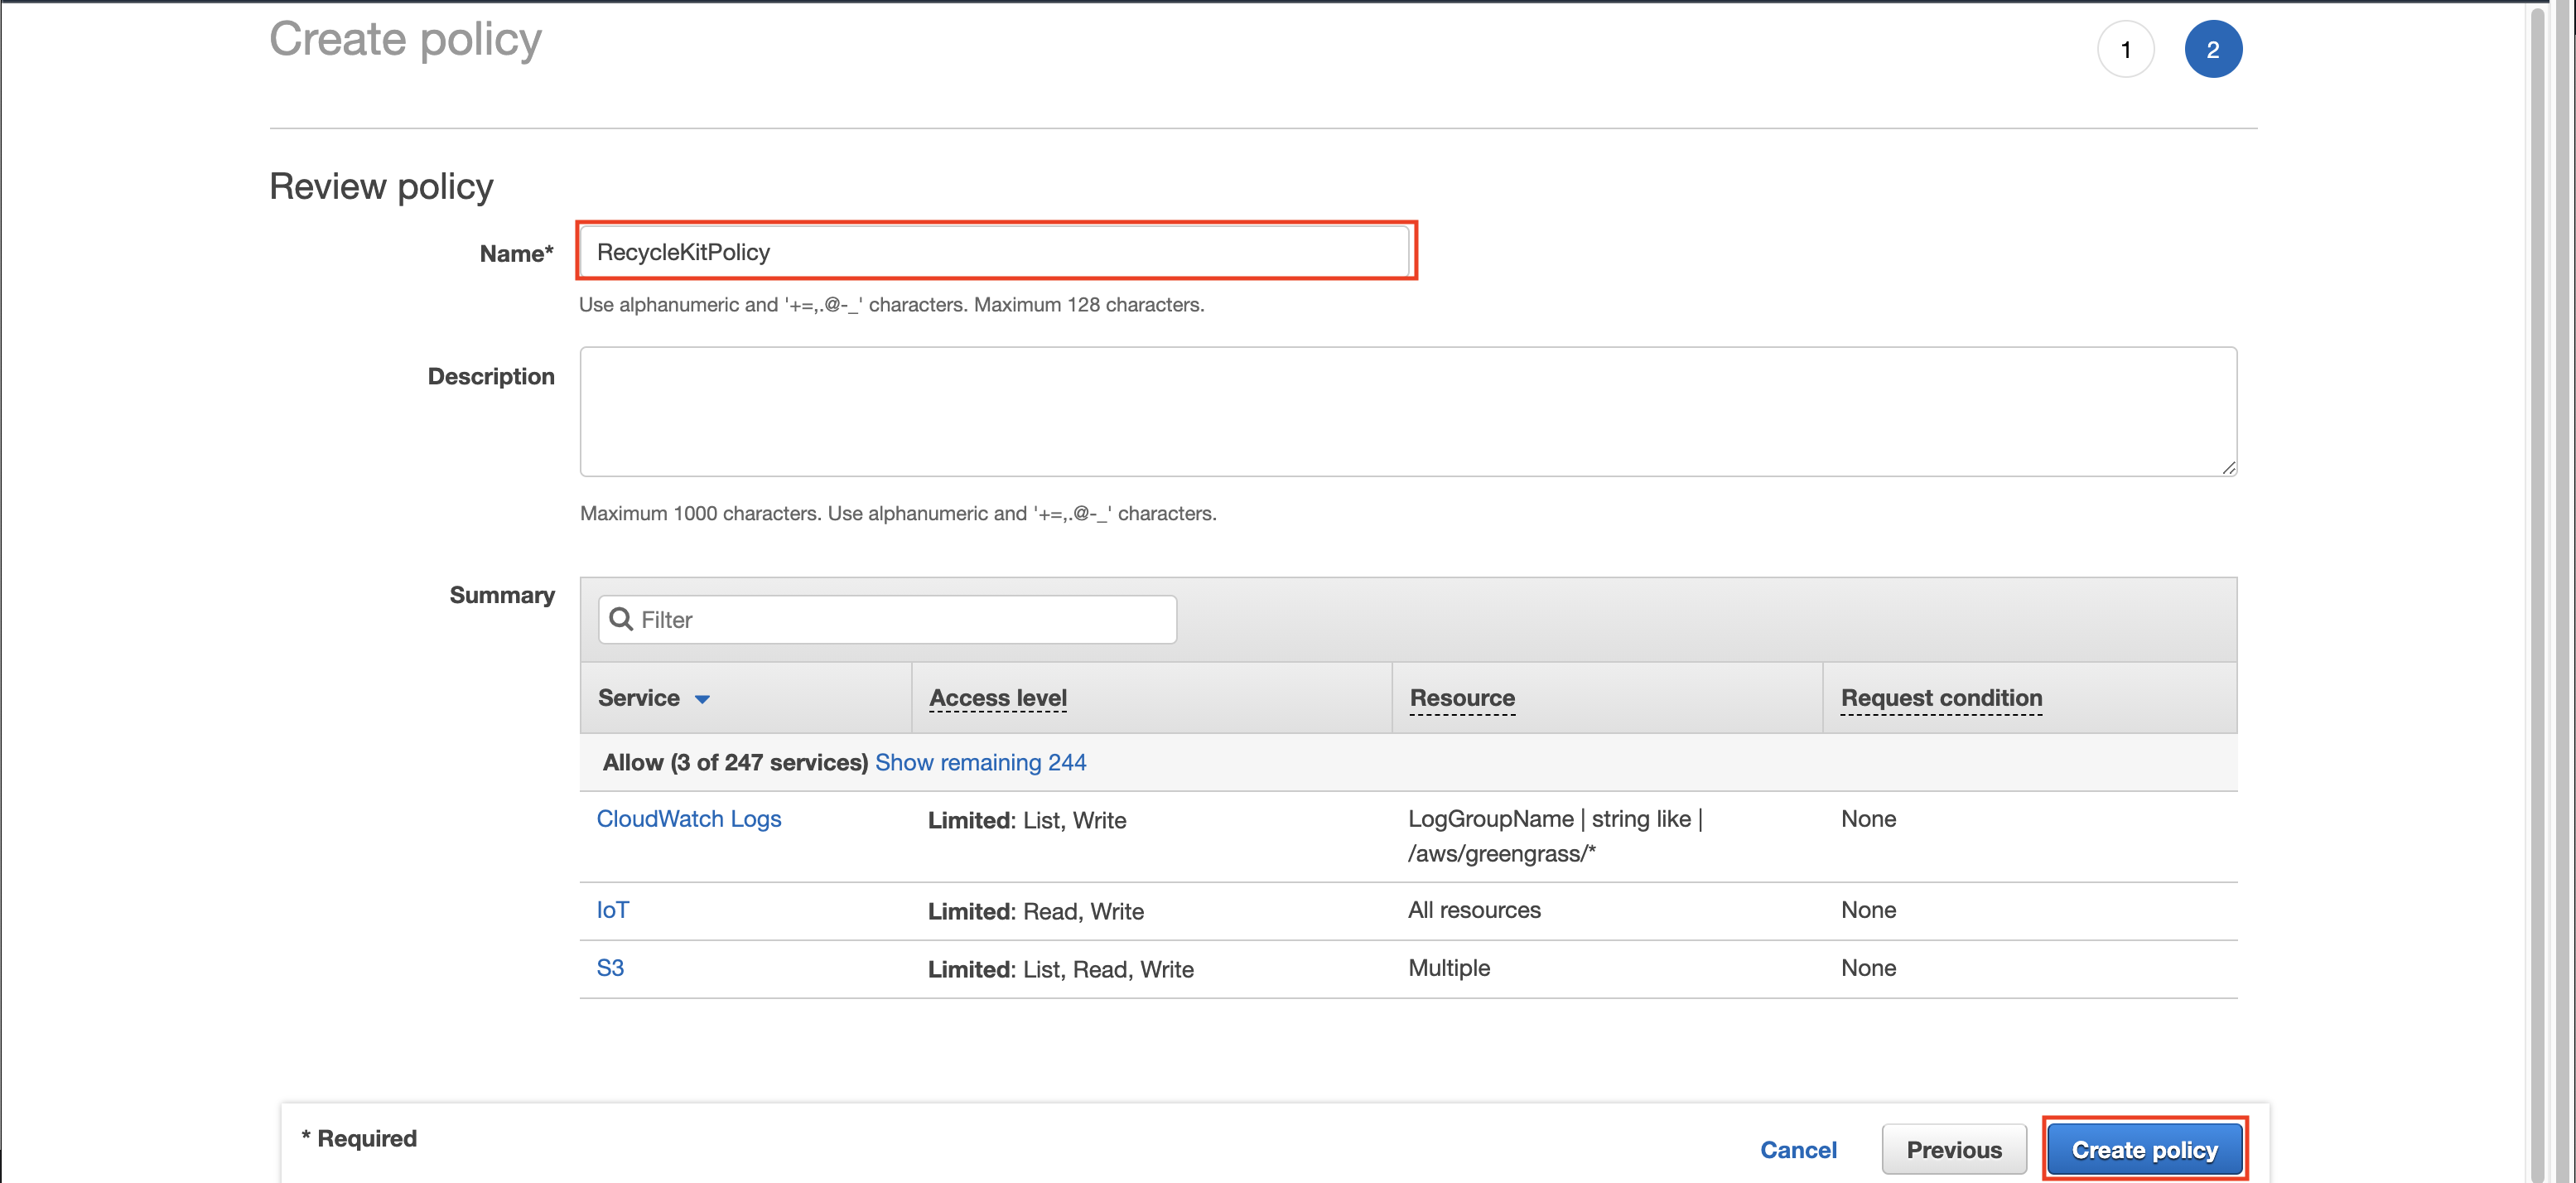 Create policy
1
2
Review policy
Name*
RecycleKitPolicy
Use alphanumeric and '+=,.@-_' characters. Maximum 128 characters.
Description
Maximum 1000 characters. Use alphanumeric and '+=,.@-_' characters.
Summary
Filter
Service Access level Resource Request condition
Allow (3 of 247 services) Show remaining 244
CloudWatch Logs Limited: List, Write LogGroupName | string like | None
/aws/greengrass/*
IoT Limited: Read, Write All resources None
S3 Limited: List, Read, Write Multiple None
* Required
Cancel Previous Create policy